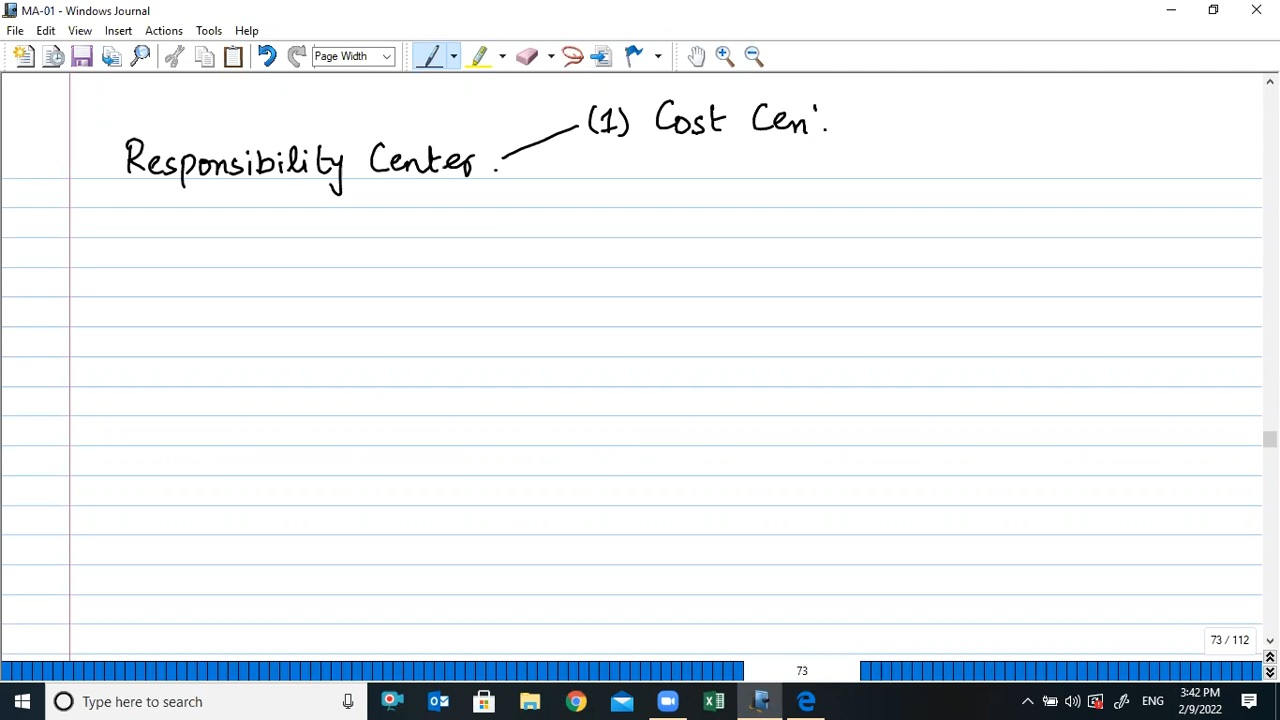 MA-01 - Windows Journal
File Edit View Insert Actions Tools Help
Page Width
(1) Cost Cen
Responsibility Center
73 / 112
73
Type here to search
ENG
3:42 PM
2/9/2022